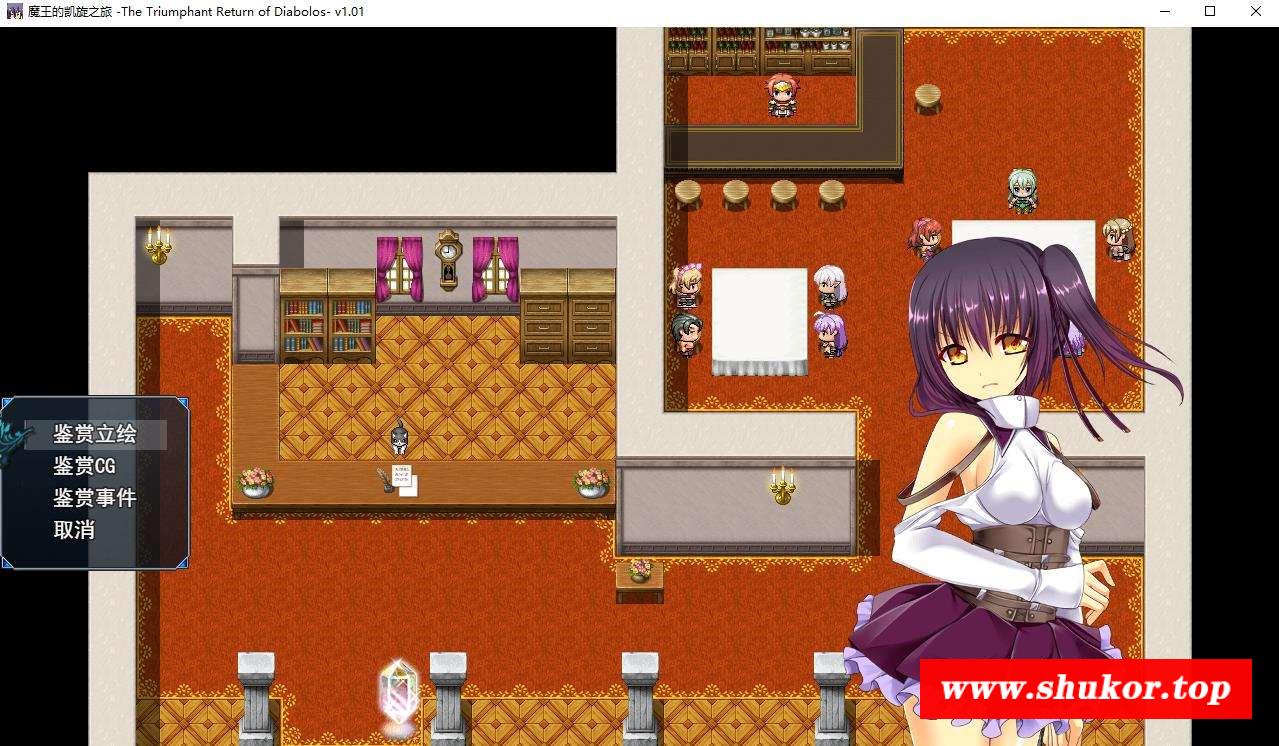 魔王的凯旋之旅 -The Triumphant Return of Diabolos- v1.01
鉴赏立绘
鉴赏CG
鉴赏事件
取消
www.shukor.top